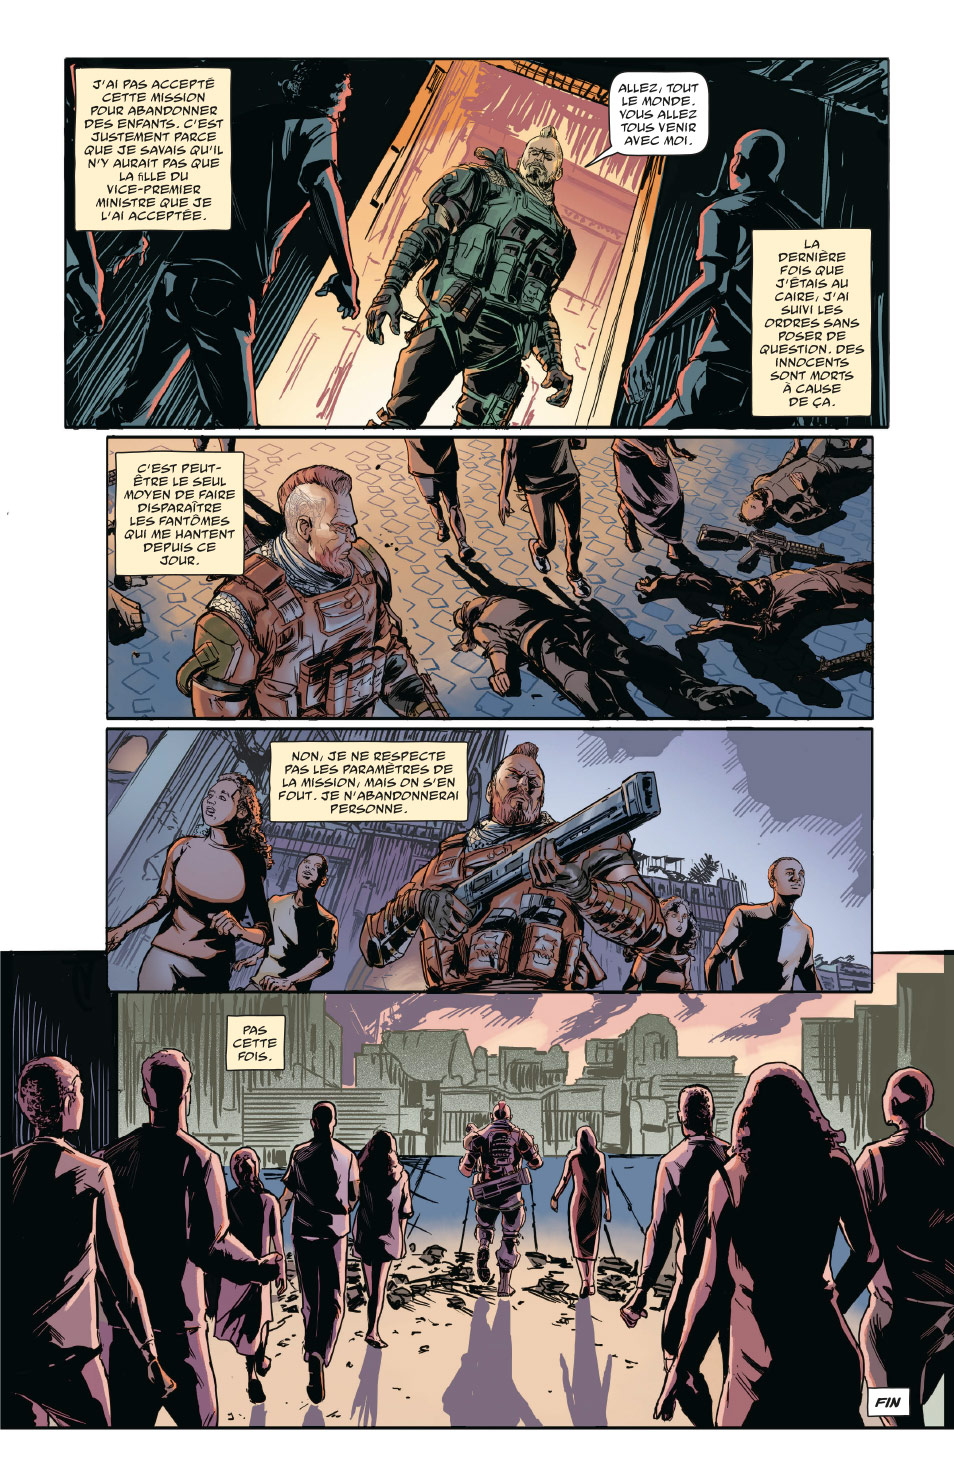 J'AI PAS ACCEPTÉ
CETTE MISSION
POUR ABANDONNER
DES ENFANTS. C'EST
JUSTEMENT PARCE
QUE JE SAVAIS QU'IL
N'Y AURAIT PAS QUE
LA fille DU
VICE-PREMIER
MINISTRE QUE JE
L'AI ACCEPTÉE.
ALLEZ, TOUT
LE MONDE.
VOUS ALLEZ
TOUS VENIR
AVEC MOI.
LA
DERNIÈRE
FOIS QUE
J'ÉTAIS AU
CAIRE, J'AI
SUIVI LES
ORDRES SANS
POSER DE
QUESTION. DES
INNOCENTS
SONT MORTS
À CAUSE
DE ÇA.
C'EST PEUT-
ÊTRE LE SEUL
MOYEN DE FAIRE
DISPARAÎTRE
LES FANTÔMES
QUI ME HANTENT
DEPUIS CE
JOUR.
NON, JE NE RESPECTE
PAS LES PARAMÈTRES DE
LA MISSION, MAIS ON S'EN
FOUT. JE N'ABANDONNERAI
PERSONNE.
PAS
CETTE
FOIS.
FIN